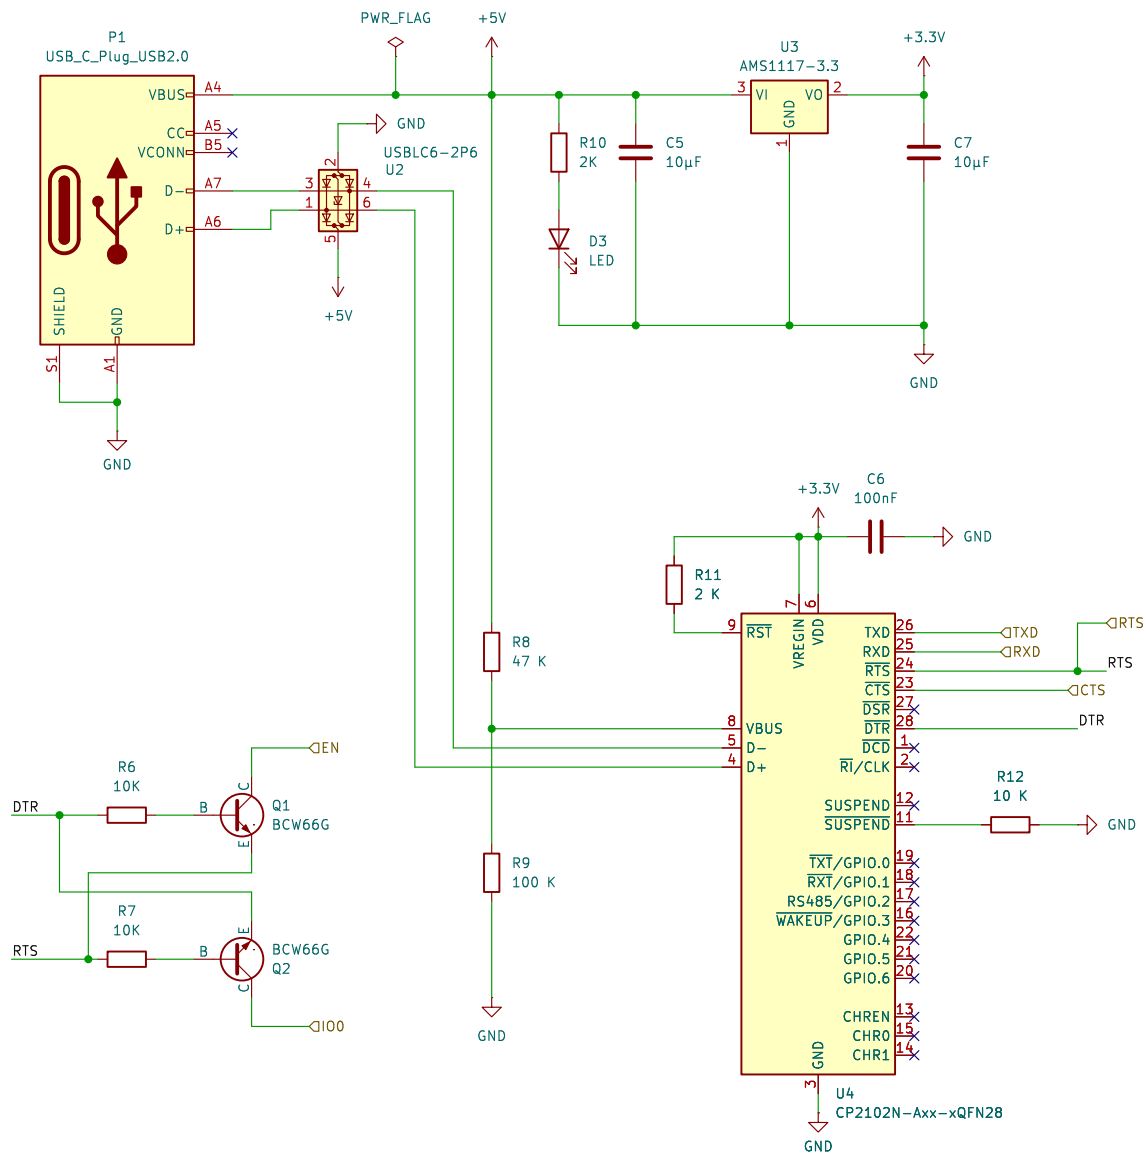 PWR_FLAG
+5V
P1
USB_C_Plug_USB2.0
VBUS A4
CC A5
VCONN B5
D- A7
D+ A6
SHIELD
GND
S1
A1
GND
GND
USBLC6-2P6
U2
2
3 4
1 6
5
+5V
R10
2K
D3
LED
C5
10µF
U3
AMS1117-3.3
3 VI VO 2
GND
1
+3.3V
C7
10µF
GND
+3.3V
C6
100nF
GND
R11
2 K
7 6
VREGIN
VDD
9 RST
8 VBUS
5 D-
4 D+
TXD 26
RXD 25
RTS 24
CTS 23
DSR 27
DTR 28
DCD 1
RI/CLK 2
SUSPEND 12
SUSPEND 11
TXT/GPIO.0 19
RXT/GPIO.1 18
RS485/GPIO.2 17
WAKEUP/GPIO.3 16
GPIO.4 22
GPIO.5 21
GPIO.6 20
CHREN 13
CHR0 15
CHR1 14
GND
3
U4
CP2102N-Axx-xQFN28
GND
RTS
TXD
RXD
RTS
CTS
DTR
R12
10 K
GND
R8
47 K
R9
100 K
GND
EN
R6
10K
DTR
B
C
E
Q1
BCW66G
R7
10K
RTS
B
E
C
BCW66G
Q2
IO0